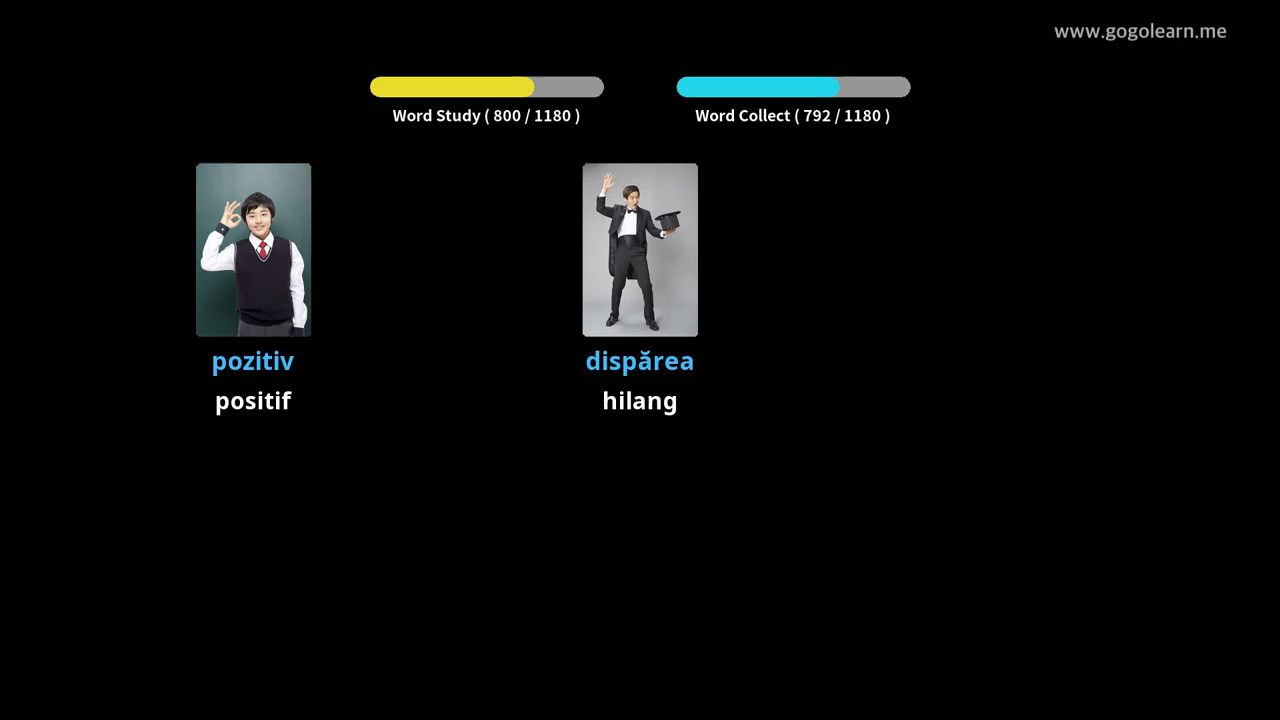 www.gogolearn.me
Word Study ( 800 / 1180 )
Word Collect ( 792 / 1180 )
pozitiv
positif
dispărea
hilang